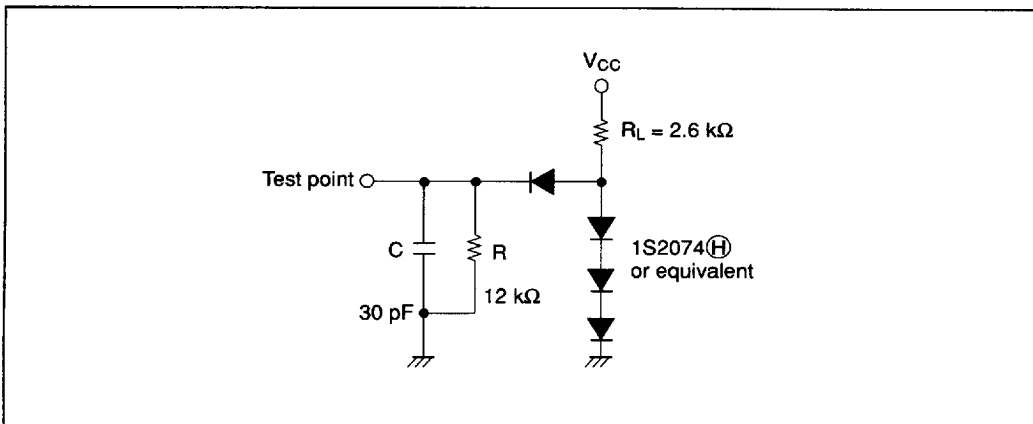 VCC
RL = 2.6 kΩ
Test point
C
R
1S2074Ⓗ
or equivalent
12 kΩ
30 pF